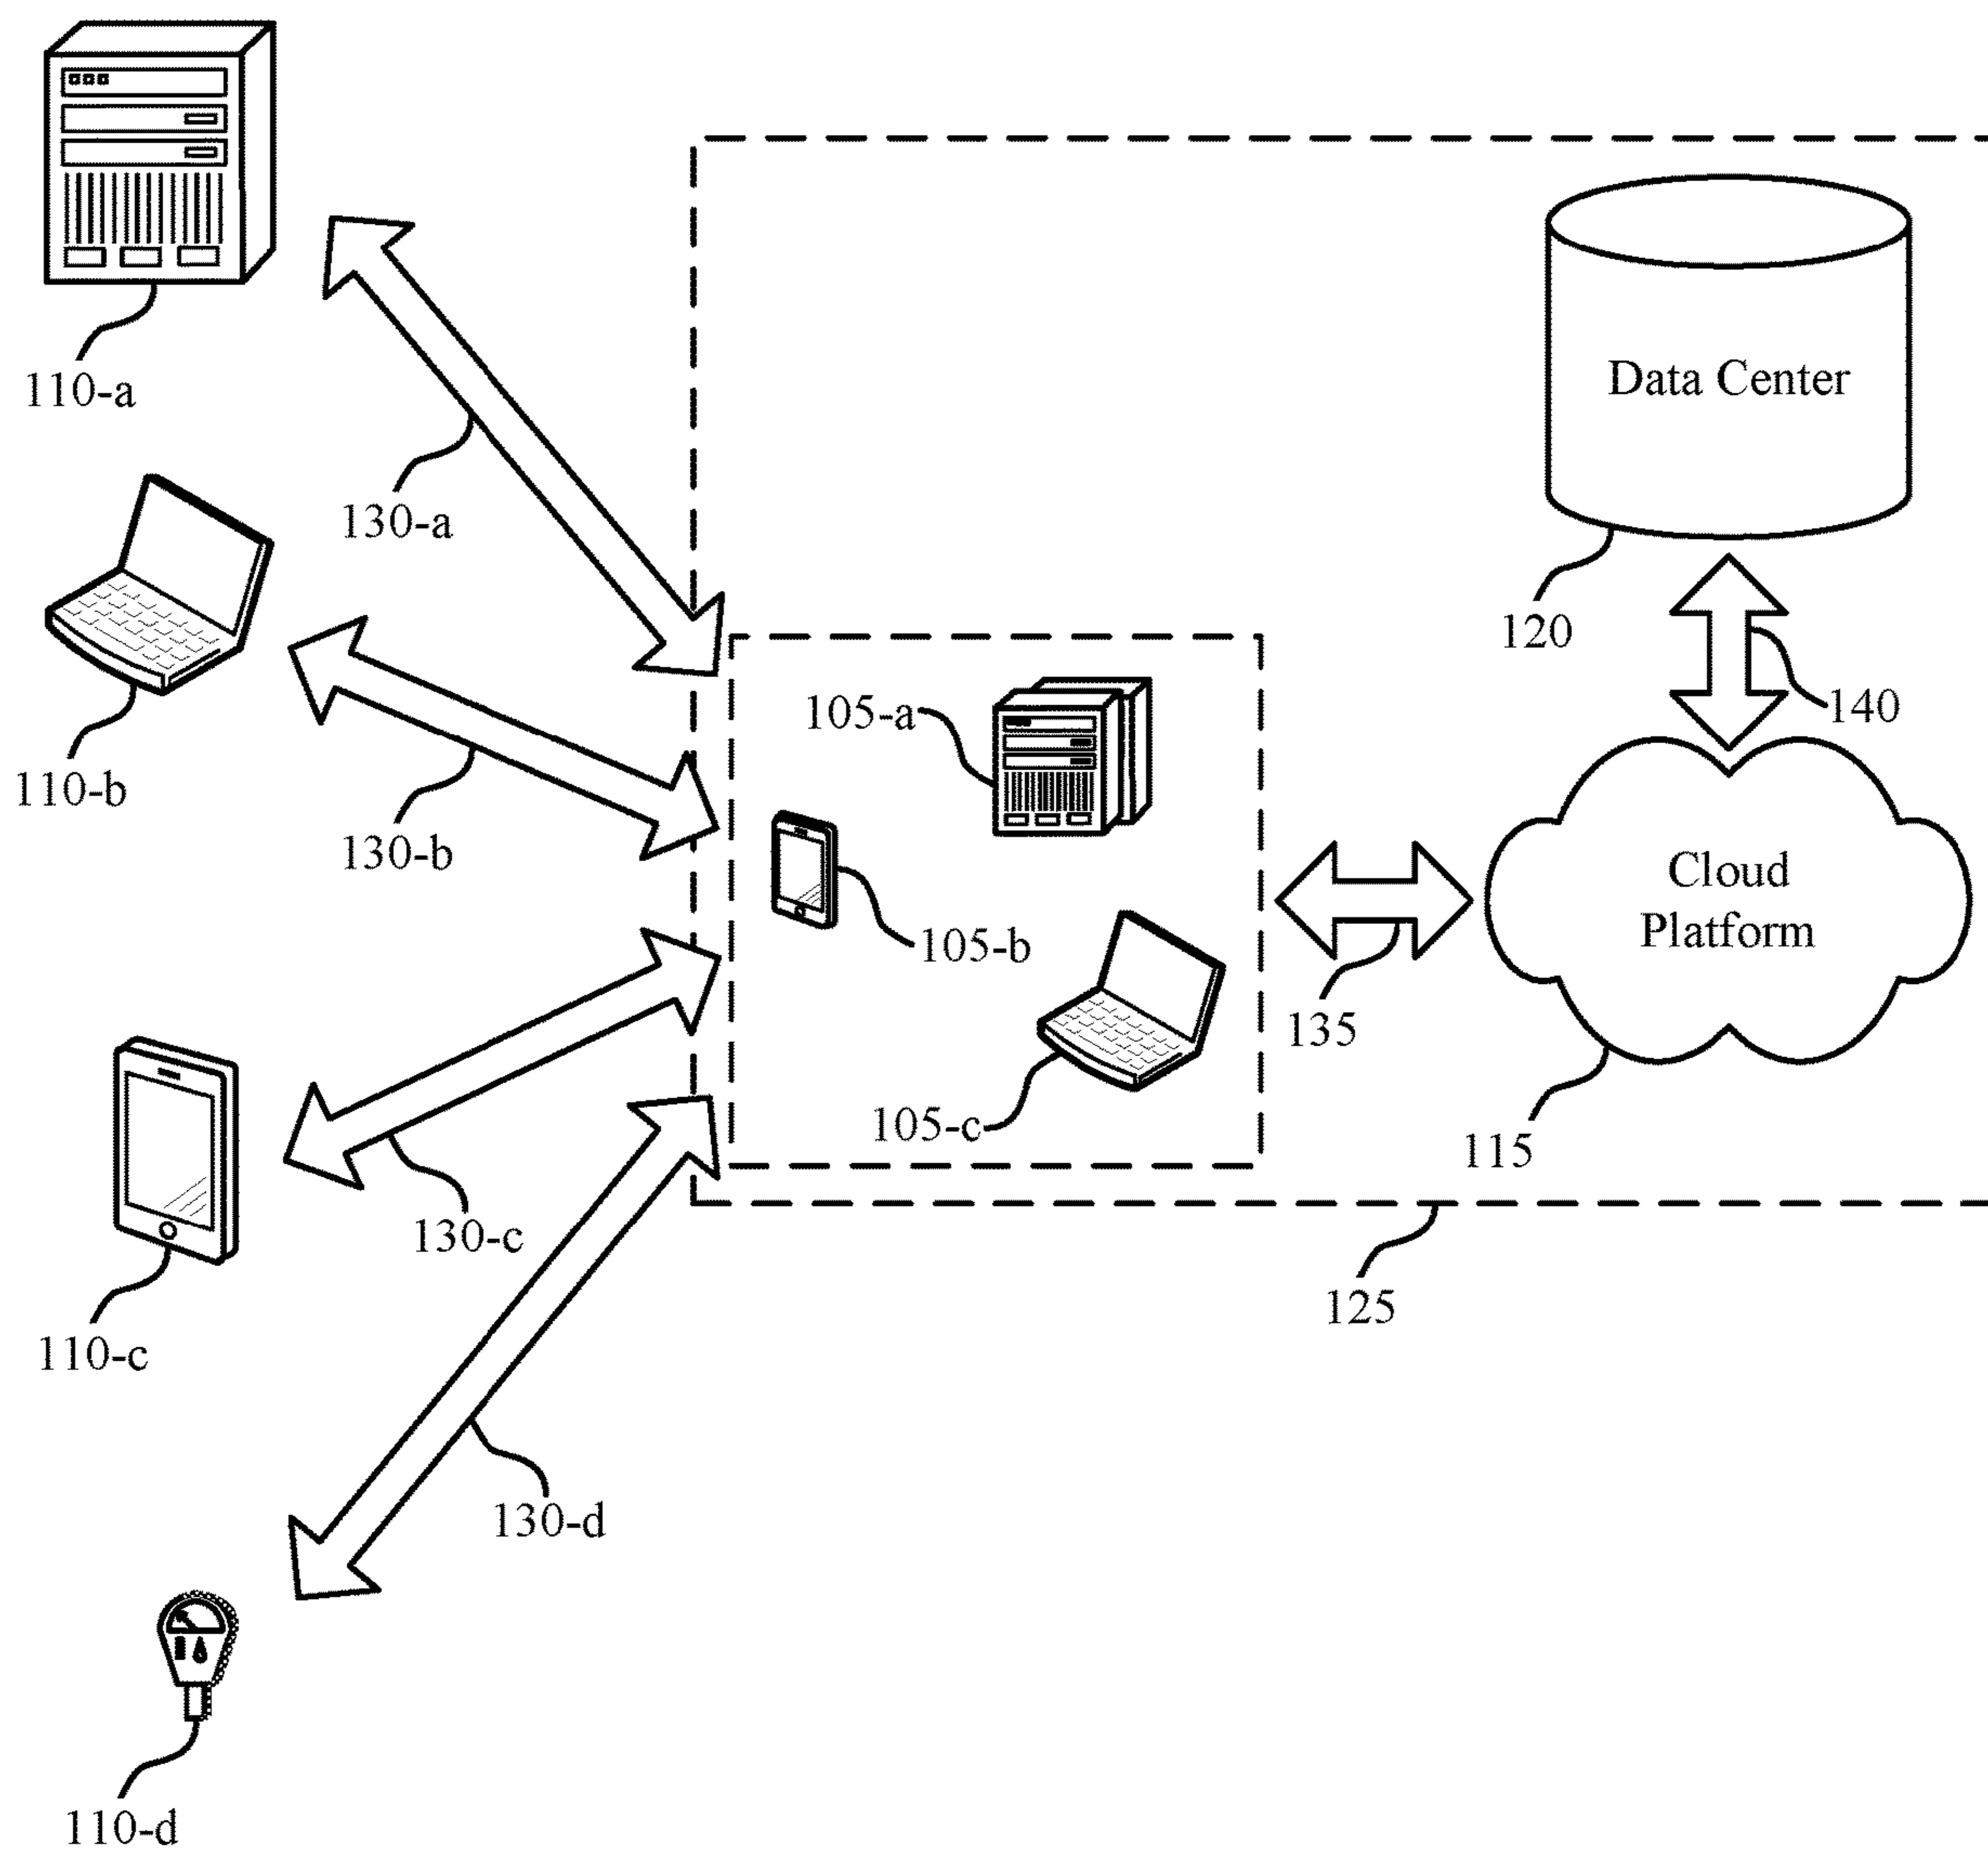 110-a
130-a
Data Center
120
140
110-b
130-b
105-a
105-b
105-c
Cloud
Platform
135
115
130-c
125
110-c
130-d
110-d